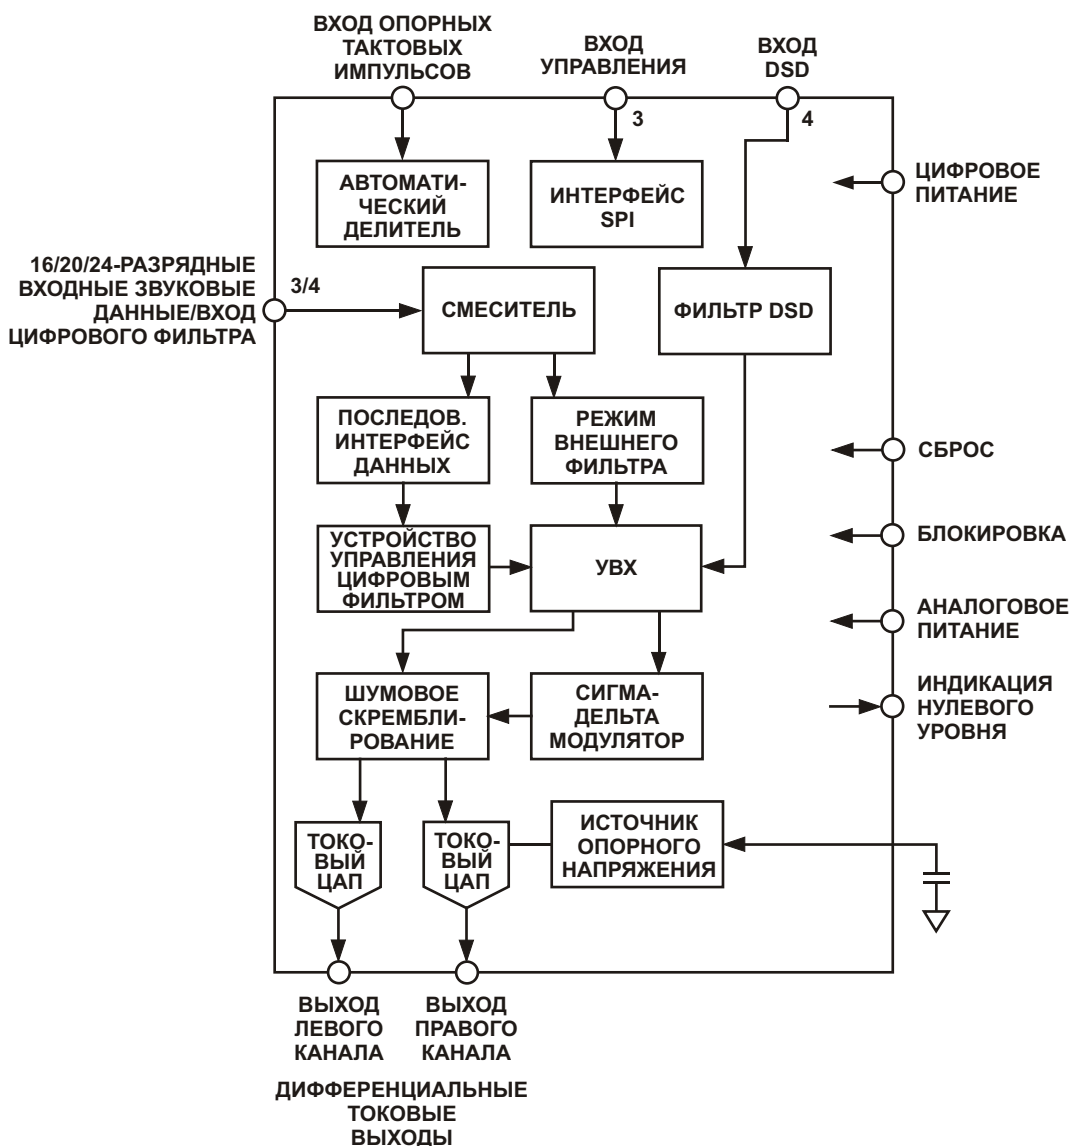 ВХОД ОПОРНЫХ
ТАКТОВЫХ
ИМПУЛЬСОВ
ВХОД
УПРАВЛЕНИЯ
ВХОД
DSD
3
4
АВТОМАТИ-
ЧЕСКИЙ
ДЕЛИТЕЛЬ
ИНТЕРФЕЙС
SPI
ЦИФРОВОЕ
ПИТАНИЕ
16/20/24-РАЗРЯДНЫЕ
ВХОДНЫЕ ЗВУКОВЫЕ
ДАННЫЕ/ВХОД
ЦИФРОВОГО ФИЛЬТРА
3/4
СМЕСИТЕЛЬ
ФИЛЬТР DSD
ПОСЛЕДОВ.
ИНТЕРФЕЙС
ДАННЫХ
РЕЖИМ
ВНЕШНЕГО
ФИЛЬТРА
СБРОС
УСТРОЙСТВО
УПРАВЛЕНИЯ
ЦИФРОВЫМ
ФИЛЬТРОМ
УВХ
БЛОКИРОВКА
АНАЛОГОВОЕ
ПИТАНИЕ
ШУМОВОЕ
СКРЕМБЛИ-
РОВАНИЕ
СИГМА-
ДЕЛЬТА
МОДУЛЯТОР
ИНДИКАЦИЯ
НУЛЕВОГО
УРОВНЯ
ТОКО-
ВЫЙ
ЦАП
ТОКО-
ВЫЙ
ЦАП
ИСТОЧНИК
ОПОРНОГО
НАПРЯЖЕНИЯ
ВЫХОД
ЛЕВОГО
КАНАЛА
ВЫХОД
ПРАВОГО
КАНАЛА
ДИФФЕРЕНЦИАЛЬНЫЕ
ТОКОВЫЕ
ВЫХОДЫ